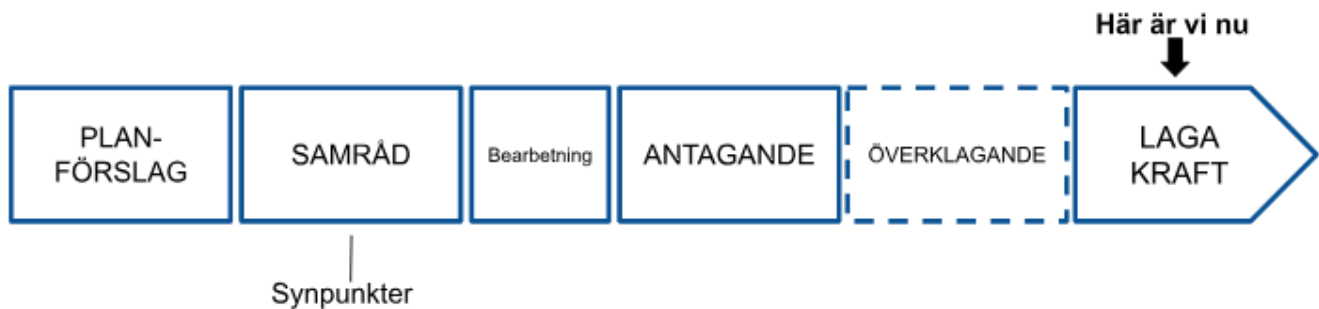 Här är vi nu
PLAN-
FÖRSLAG
SAMRÅD
Bearbetning
ANTAGANDE
ÖVERKLAGANDE
LAGA
KRAFT
Synpunkter